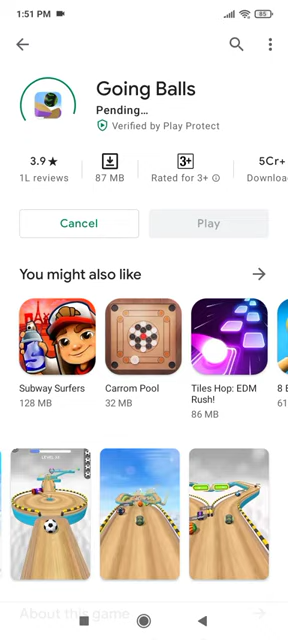 1:51 PM
85
Going Balls
Pending...
Verified by Play Protect
3.9★
1L reviews
87 MB
3+
Rated for 3+
5Cr+
Downloa
Cancel
Play
You might also like
Subway Surfers
128 MB
Carrom Pool
32 MB
Tiles Hop: EDM
Rush!
86 MB
8 B
61
About this game